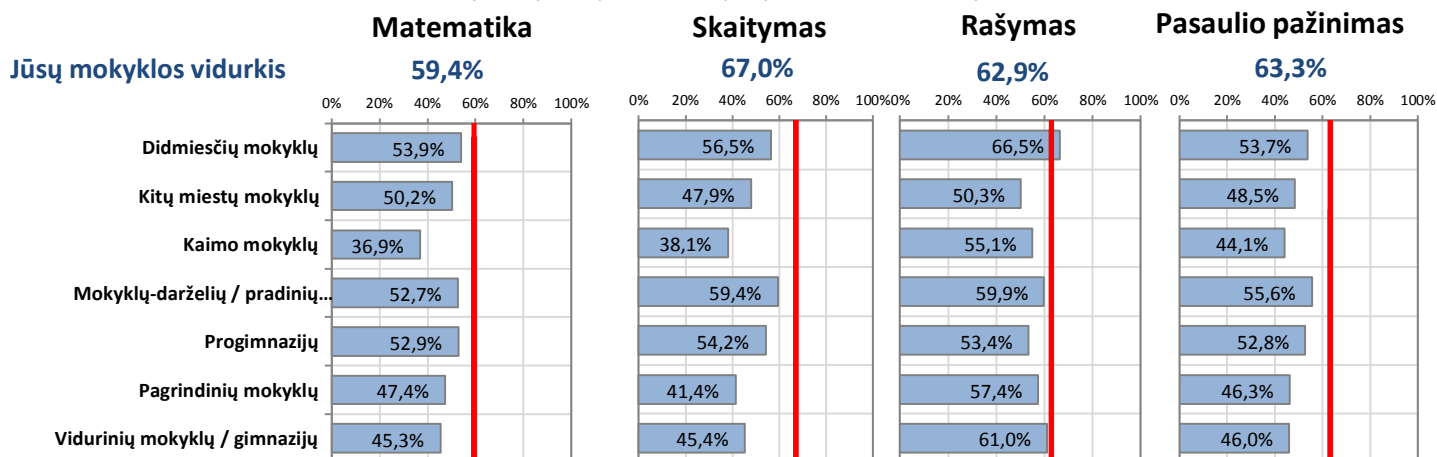 Matematika Skaitymas Rašymas Pasaulio pažinimas
Jūsų mokyklos vidurkis 59,4% 67,0% 62,9% 63,3%
0% 20% 40% 60% 80% 100% 0% 20% 40% 60% 80% 100% 0% 20% 40% 60% 80% 100% 0% 20% 40% 60% 80% 100%
Didmiesčių mokyklų 53,9% 56,5% 66,5% 53,7%
Kitų miestų mokyklų 50,2% 47,9% 50,3% 48,5%
Kaimo mokyklų 36,9% 38,1% 55,1% 44,1%
Mokyklų-darželių / pradinių... 52,7% 59,4% 59,9% 55,6%
Progimnazijų 52,9% 54,2% 53,4% 52,8%
Pagrindinių mokyklų 47,4% 41,4% 57,4% 46,3%
Vidurinių mokyklų / gimnazijų 45,3% 45,4% 61,0% 46,0%